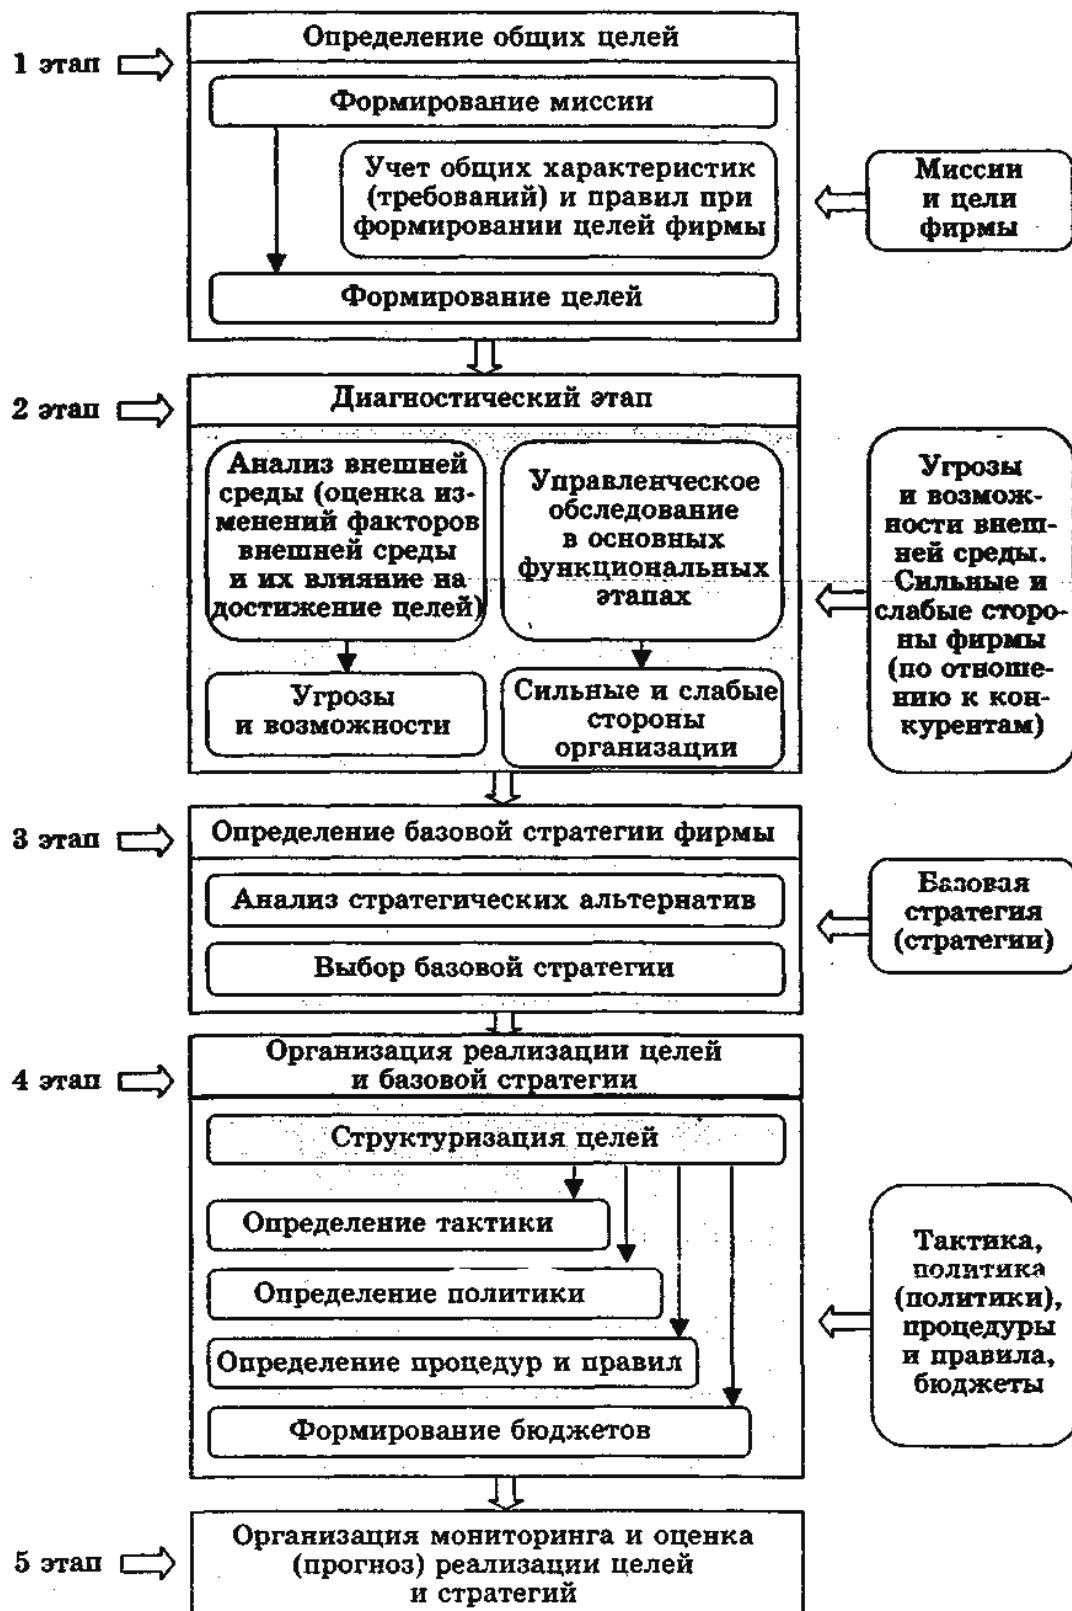 Определение общих целей
1 этап
Формирование миссии
Учет общих характеристик
(требований) и правил при
формировании целей фирмы
Миссии
и цели
фирмы
Формирование целей
2 этап
Диагностический этап
Анализ внешней
среды (оценка из-
менений факторов
внешней среды
и их влияние на
достижение целей)
Управленческое
обследование
в основных
функциональных
этапах
Угрозы
и возмож-
ности внеш-
ней среды.
Сильные и
слабые сторо-
ны фирмы
(по отноше-
нию к кон-
курентам)
Угрозы
и возможности
Сильные и слабые
стороны
организации
3 этап
Определение базовой стратегии фирмы
Анализ стратегических альтернатив
Выбор базовой стратегии
Базовая
стратегия
(стратегии)
4 этап
Организация реализации целей
и базовой стратегии
Структуризация целей
Определение тактики
Определение политики
Определение процедур и правил
Формирование бюджетов
Тактика,
политика
(политики),
процедуры
и правила,
бюджеты
5 этап
Организация мониторинга и оценка
(прогноз) реализации целей
и стратегий